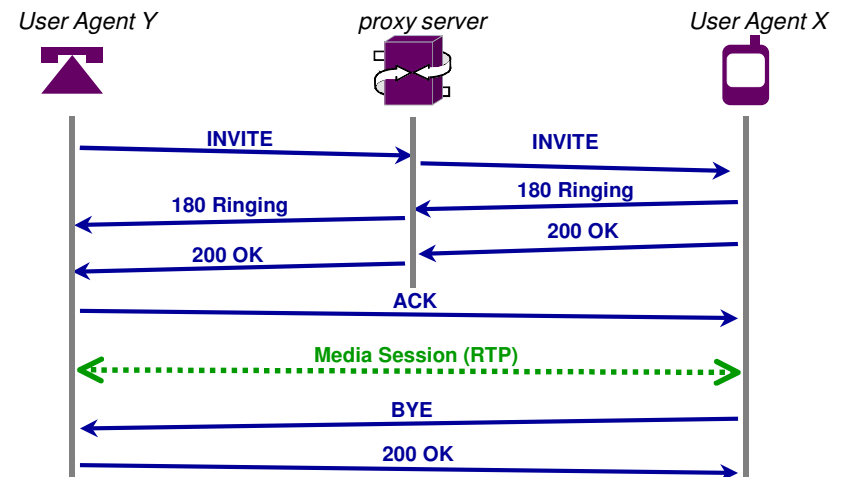 User Agent Y
proxy server
User Agent X
INVITE
INVITE
180 Ringing
180 Ringing
200 OK
200 OK
ACK
Media Session (RTP)
BYE
200 OK